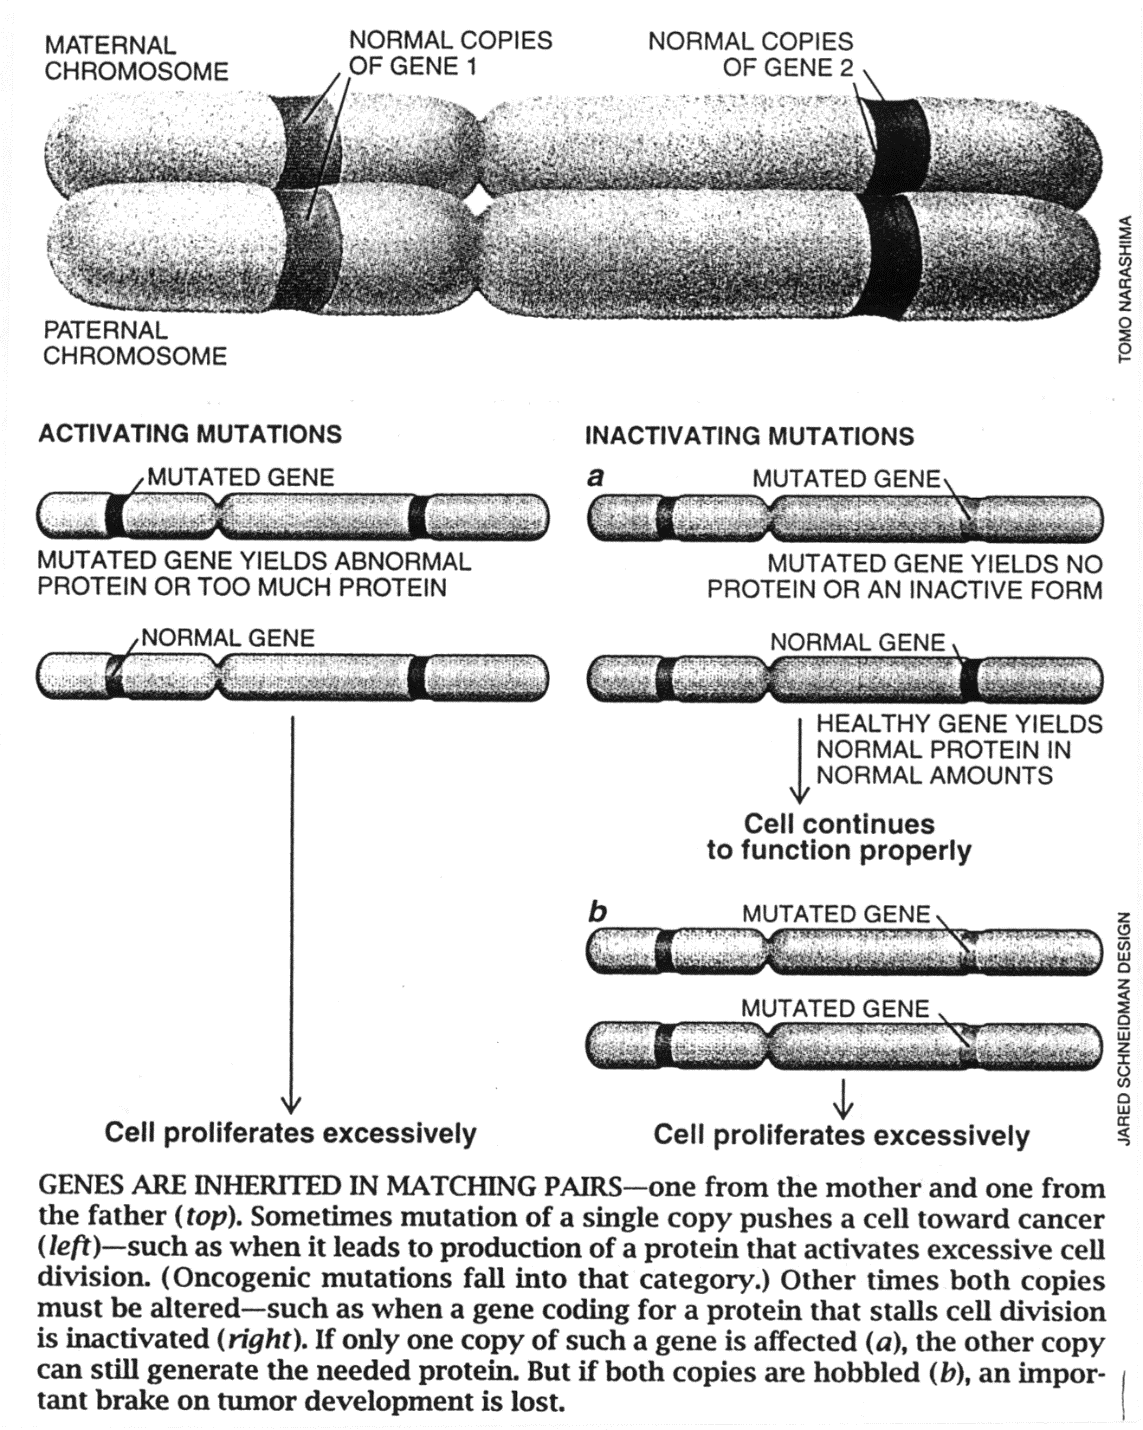 MATERNAL
CHROMOSOME
NORMAL COPIES
OF GENE 1
NORMAL COPIES
OF GENE 2
PATERNAL
CHROMOSOME
TOMO NARASHIMA
ACTIVATING MUTATIONS
MUTATED GENE
MUTATED GENE YIELDS ABNORMAL
PROTEIN OR TOO MUCH PROTEIN
NORMAL GENE
Cell proliferates excessively
INACTIVATING MUTATIONS
a
MUTATED GENE
MUTATED GENE YIELDS NO
PROTEIN OR AN INACTIVE FORM
NORMAL GENE
HEALTHY GENE YIELDS
NORMAL PROTEIN IN
NORMAL AMOUNTS
Cell continues
to function properly
b
MUTATED GENE
MUTATED GENE
Cell proliferates excessively
JARED SCHNEIDMAN DESIGN
GENES ARE INHERITED IN MATCHING PAIRS—one from the mother and one from
the father (top). Sometimes mutation of a single copy pushes a cell toward cancer
(left)—such as when it leads to production of a protein that activates excessive cell
division. (Oncogenic mutations fall into that category.) Other times both copies
must be altered—such as when a gene coding for a protein that stalls cell division
is inactivated (right). If only one copy of such a gene is affected (a), the other copy
can still generate the needed protein. But if both copies are hobbled (b), an impor-
tant brake on tumor development is lost.